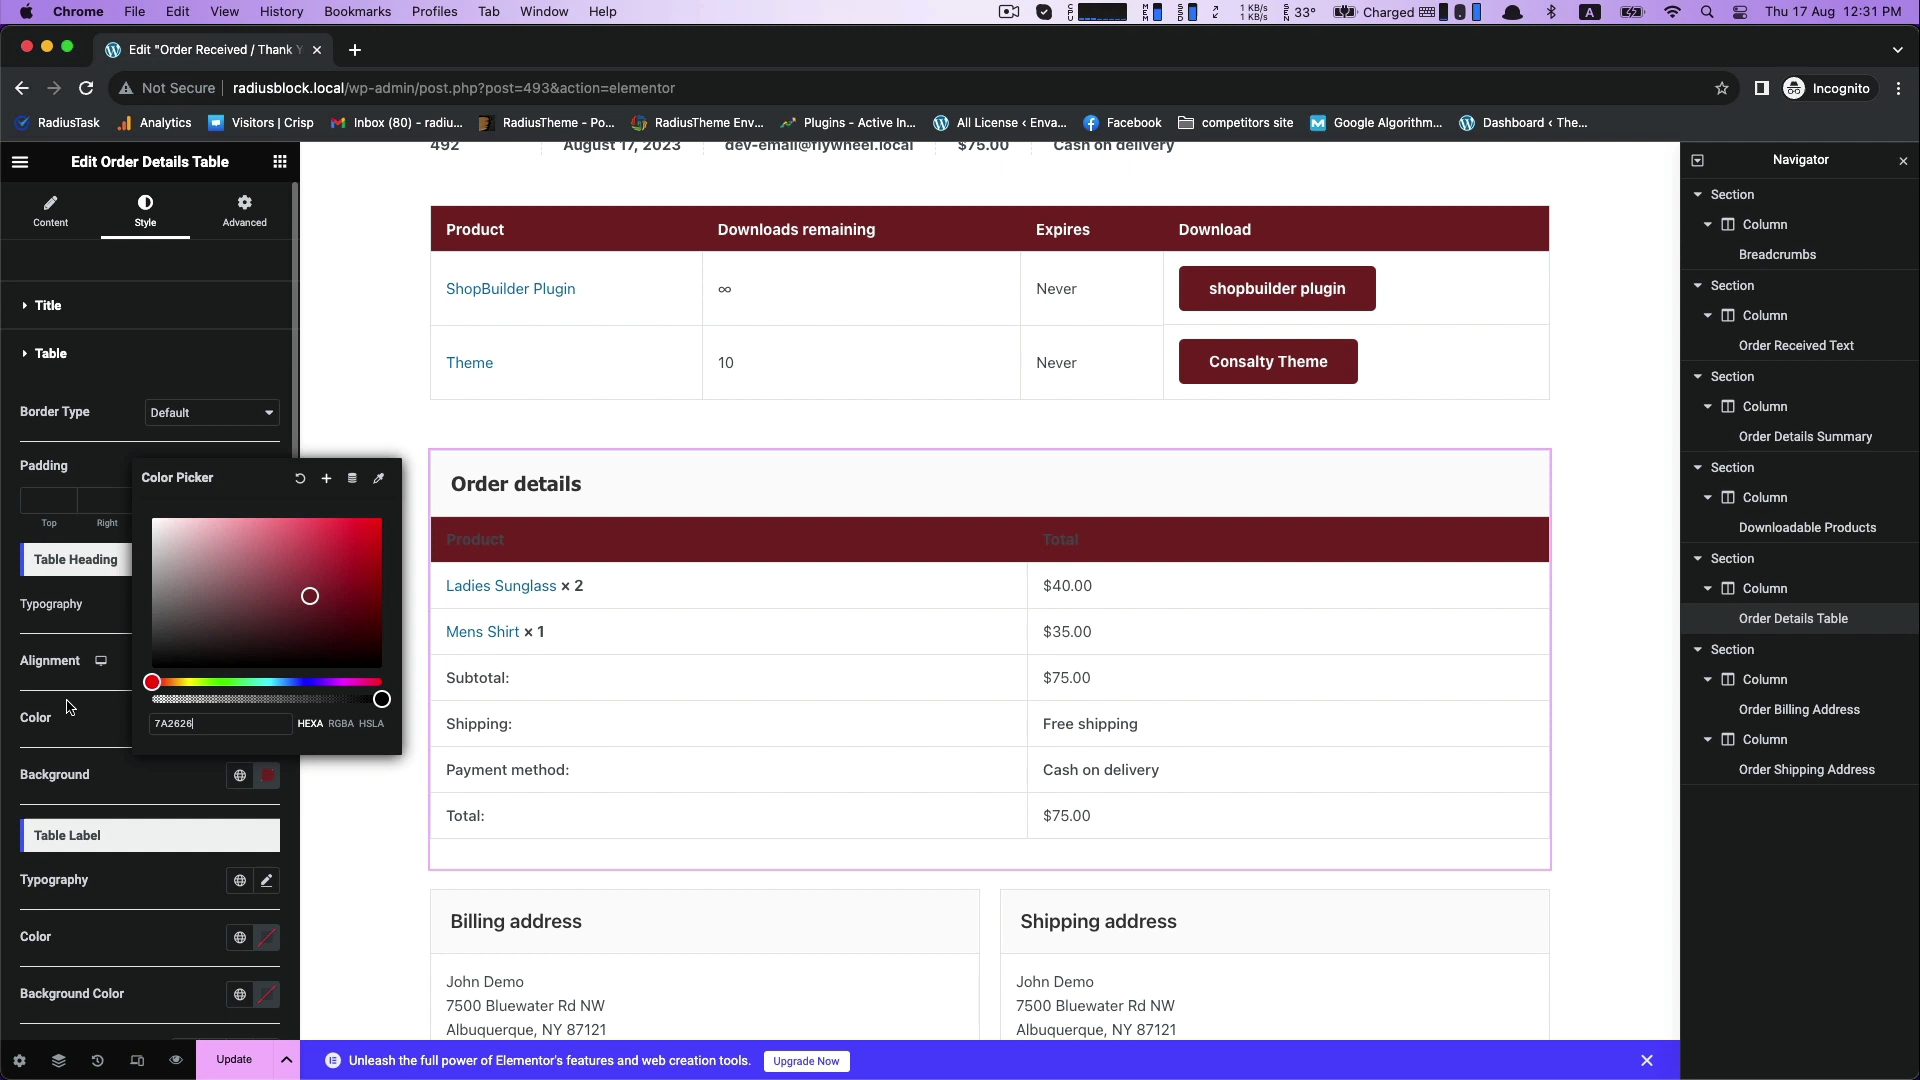 Chrome File Edit View History Bookmarks Profiles Tab Window Help
CPU MEM SSD 1 KB/s 1 KB/s SEN 33° Charged A Thu 17 Aug 12:31 PM
Edit "Order Received / Thank Y
Not Secure radiusblock.local/wp-admin/post.php?post=493&action=elementor Incognito
RadiusTask Analytics Visitors | Crisp Inbox (80) - radiu... RadiusTheme - Po... RadiusTheme Env... Plugins - Active In... All License ‹ Enva... Facebook competitors site Google Algorithm... Dashboard ‹ The...
Edit Order Details Table
Content Style Advanced
Title
Table
Border Type Default
Padding
Top Right
Table Heading
Typography
Alignment
Color
Background
Table Label
Typography
Color
Background Color
Update
Color Picker
7A2626 HEXA RGBA HSLA
492 August 17, 2023 dev-email@flywheel.local $75.00 Cash on delivery
Product Downloads remaining Expires Download
ShopBuilder Plugin ∞ Never shopbuilder plugin
Theme 10 Never Consalty Theme
Order details
Product Total
Ladies Sunglass × 2 $40.00
Mens Shirt × 1 $35.00
Subtotal: $75.00
Shipping: Free shipping
Payment method: Cash on delivery
Total: $75.00
Billing address
John Demo
7500 Bluewater Rd NW
Albuquerque, NY 87121
Shipping address
John Demo
7500 Bluewater Rd NW
Albuquerque, NY 87121
Unleash the full power of Elementor's features and web creation tools. Upgrade Now
Navigator
Section
Column
Breadcrumbs
Section
Column
Order Received Text
Section
Column
Order Details Summary
Section
Column
Downloadable Products
Section
Column
Order Details Table
Section
Column
Order Billing Address
Column
Order Shipping Address